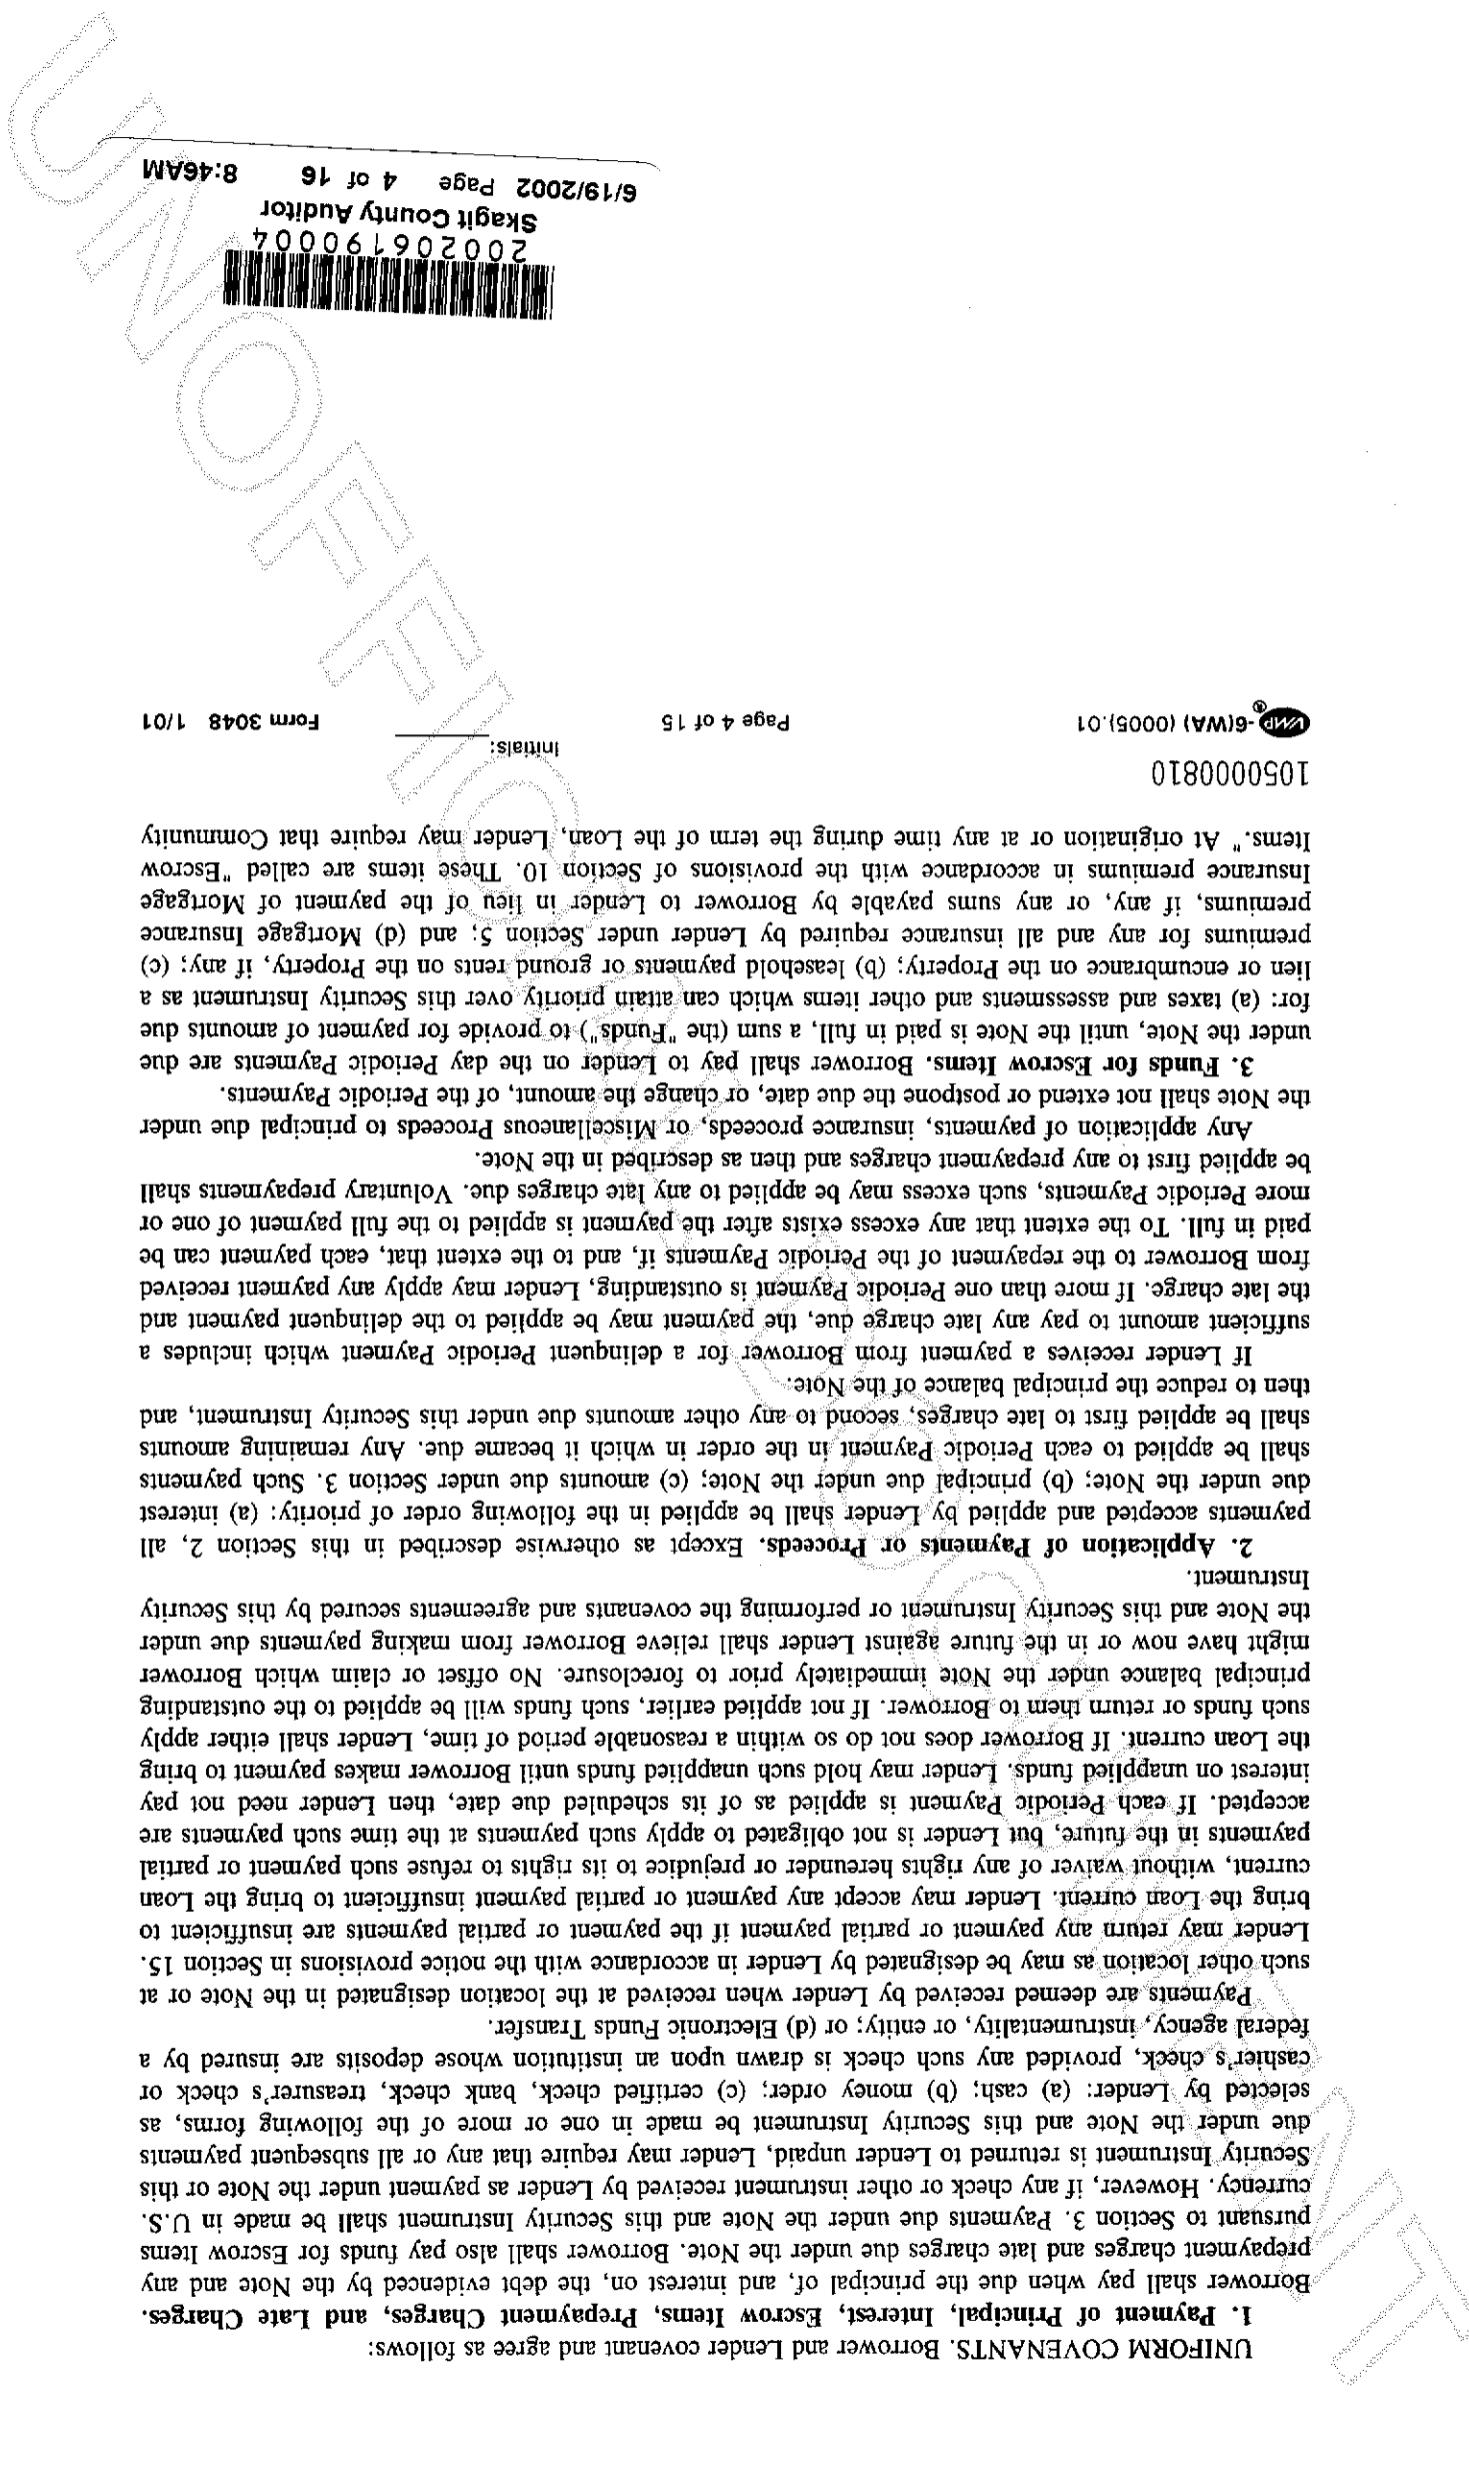 UNIFORM COVENANTS. Borrower and Lender covenant and agree as follows:
1. Payment of Principal, Interest, Escrow Items, Prepayment Charges, and Late Charges.
Borrower shall pay when due the principal of, and interest on, the debt evidenced by the Note and any
prepayment charges and late charges due under the Note. Borrower shall also pay funds for Escrow Items
pursuant to Section 3. Payments due under the Note and this Security Instrument shall be made in U.S.
currency. However, if any check or other instrument received by Lender as payment under the Note or this
Security Instrument is returned to Lender unpaid, Lender may require that any or all subsequent payments
due under the Note and this Security Instrument be made in one or more of the following forms, as
selected by Lender: (a) cash; (b) money order; (c) certified check, bank check, treasurer's check or
cashier's check, provided any such check is drawn upon an institution whose deposits are insured by a
federal agency, instrumentality, or entity; or (d) Electronic Funds Transfer.
Payments are deemed received by Lender when received at the location designated in the Note or at
such other location as may be designated by Lender in accordance with the notice provisions in Section 15.
Lender may return any payment or partial payment if the payment or partial payments are insufficient to
bring the Loan current. Lender may accept any payment or partial payment insufficient to bring the Loan
current, without waiver of any rights hereunder or prejudice to its rights to refuse such payment or partial
payments in the future, but Lender is not obligated to apply such payments at the time such payments are
accepted. If each Periodic Payment is applied as of its scheduled due date, then Lender need not pay
interest on unapplied funds. Lender may hold such unapplied funds until Borrower makes payment to bring
the Loan current. If Borrower does not do so within a reasonable period of time, Lender shall either apply
such funds or return them to Borrower. If not applied earlier, such funds will be applied to the outstanding
principal balance under the Note immediately prior to foreclosure. No offset or claim which Borrower
might have now or in the future against Lender shall relieve Borrower from making payments due under
the Note and this Security Instrument or performing the covenants and agreements secured by this Security
Instrument.
2. Application of Payments or Proceeds. Except as otherwise described in this Section 2, all
payments accepted and applied by Lender shall be applied in the following order of priority: (a) interest
due under the Note; (b) principal due under the Note; (c) amounts due under Section 3. Such payments
shall be applied to each Periodic Payment in the order in which it became due. Any remaining amounts
shall be applied first to late charges, second to any other amounts due under this Security Instrument, and
then to reduce the principal balance of the Note.
If Lender receives a payment from Borrower for a delinquent Periodic Payment which includes a
sufficient amount to pay any late charge due, the payment may be applied to the delinquent payment and
the late charge. If more than one Periodic Payment is outstanding, Lender may apply any payment received
from Borrower to the repayment of the Periodic Payments if, and to the extent that, each payment can be
paid in full. To the extent that any excess exists after the payment is applied to the full payment of one or
more Periodic Payments, such excess may be applied to any late charges due. Voluntary prepayments shall
be applied first to any prepayment charges and then as described in the Note.
Any application of payments, insurance proceeds, or Miscellaneous Proceeds to principal due under
the Note shall not extend or postpone the due date, or change the amount, of the Periodic Payments.
3. Funds for Escrow Items. Borrower shall pay to Lender on the day Periodic Payments are due
under the Note, until the Note is paid in full, a sum (the "Funds") to provide for payment of amounts due
for: (a) taxes and assessments and other items which can attain priority over this Security Instrument as a
lien or encumbrance on the Property; (b) leasehold payments or ground rents on the Property, if any; (c)
premiums for any and all insurance required by Lender under Section 5; and (d) Mortgage Insurance
premiums, if any, or any sums payable by Borrower to Lender in lieu of the payment of Mortgage
Insurance premiums in accordance with the provisions of Section 10. These items are called "Escrow
Items." At origination or at any time during the term of the Loan, Lender may require that Community
1050000810
Initials:
VMP®-6(WA) (0005).01 Page 4 of 15 Form 3048 1/01
200206190004
Skagit County Auditor
6/19/2002 Page 4 of 16 8:46AM
UNOFFICIAL DOCUMENT